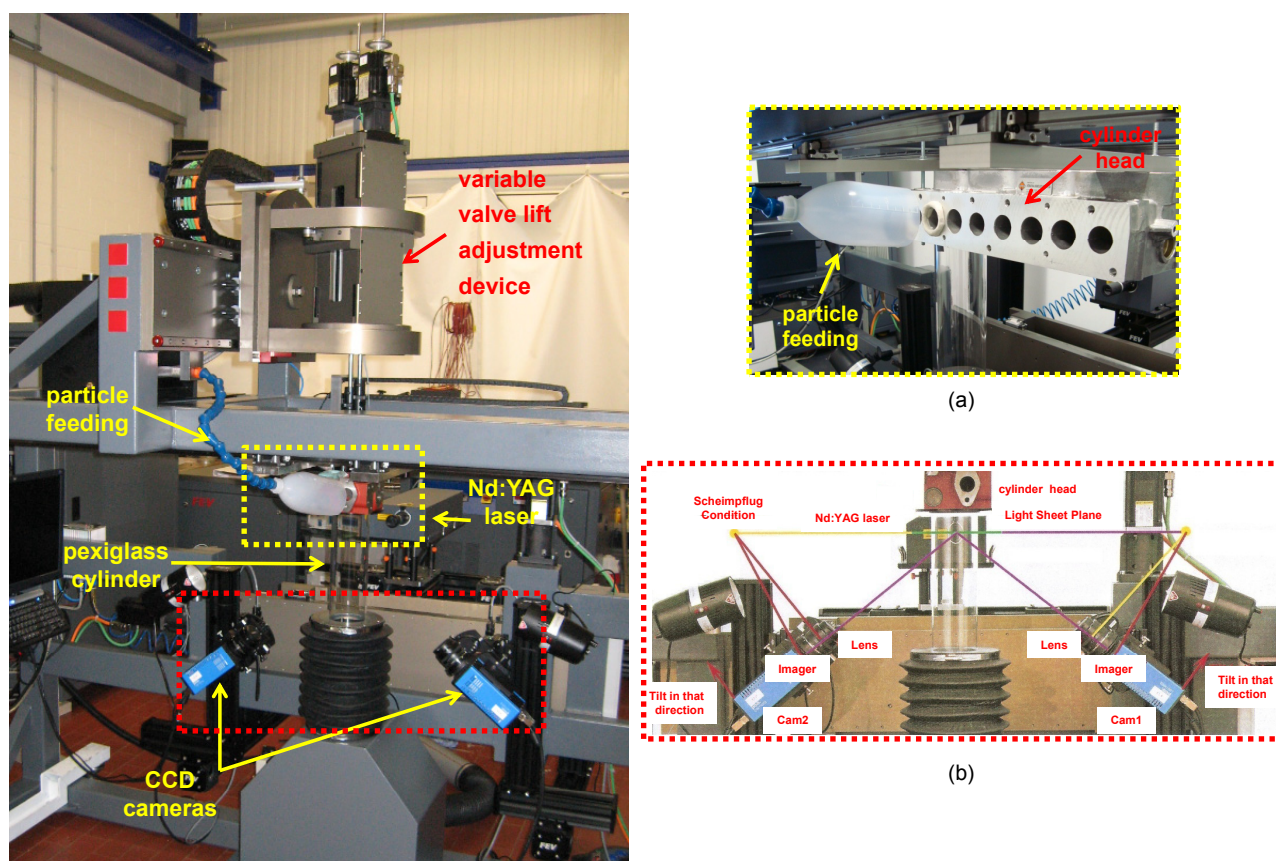 variable
valve lift
adjustment
device
particle
feeding
Nd:YAG
laser
pexiglass
cylinder
CCD
cameras
FEV
cylinder
head
particle
feeding
FEV
(a)
cylinder head
Scheimpflug
Condition
Nd:YAG laser
Light Sheet Plane
Lens
Lens
Imager
Imager
Tilt in that
direction
Tilt in that
direction
Cam2
Cam1
(b)